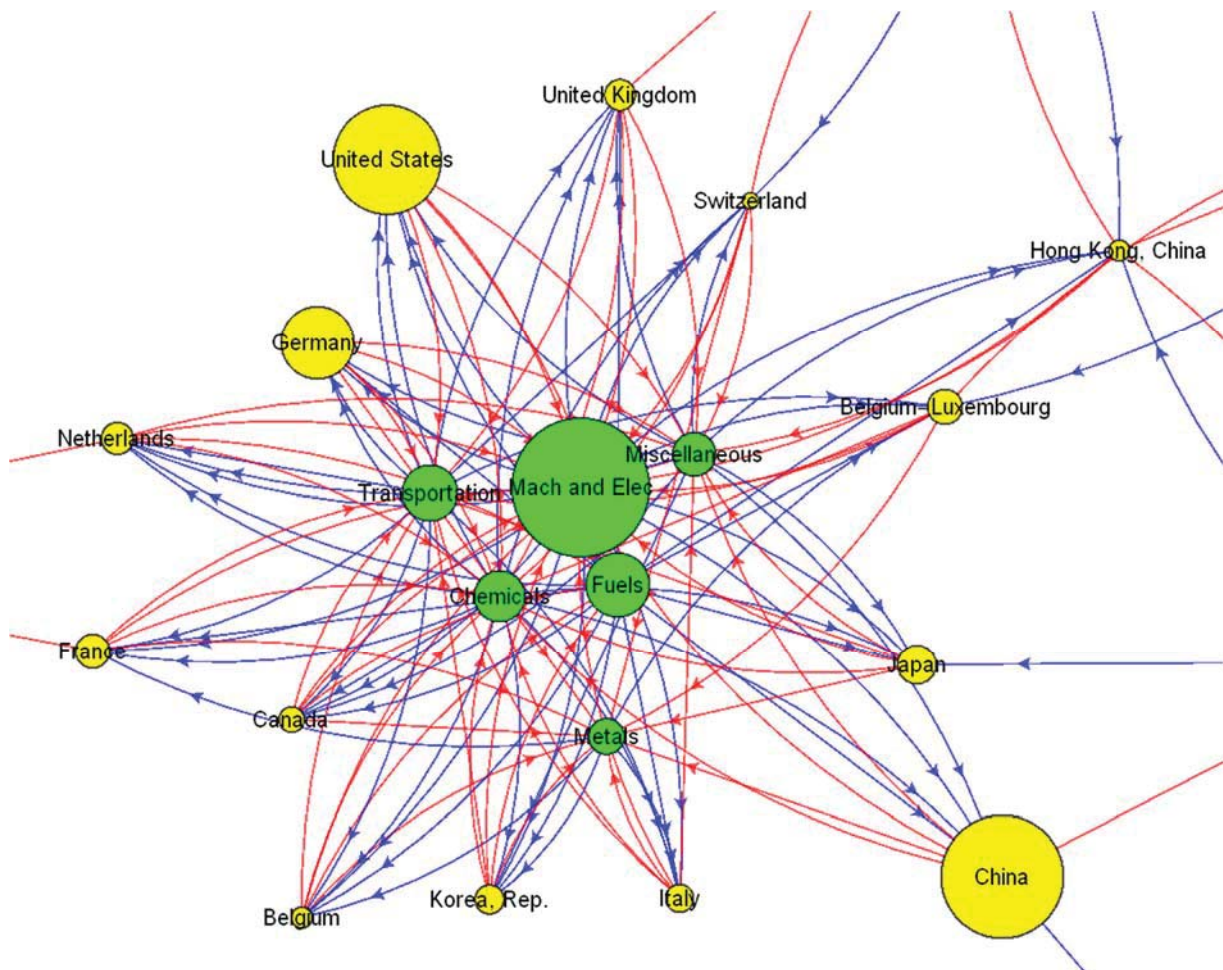 United Kingdom
United States
Switzerland
Hong Kong, China
Germany
Belgium-Luxembourg
Netherlands
Miscellaneous
Transportation
Mach and Elec
Chemicals
Fuels
France
Japan
Canada
Metals
China
Belgium
Korea, Rep.
Italy